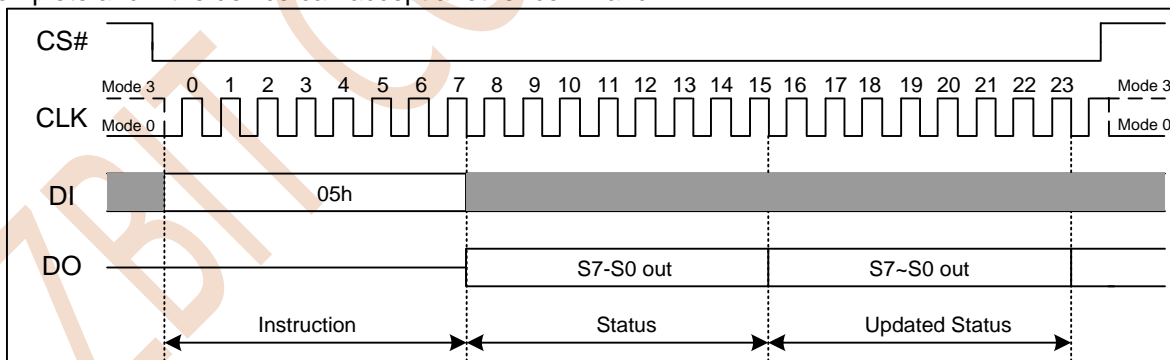 CS#
Mode 3 0 1 2 3 4 5 6 7 8 9 10 11 12 13 14 15 16 17 18 19 20 21 22 23 Mode 3
CLK
Mode 0 Mode 0
DI 05h
DO S7-S0 out S7~S0 out
Instruction Status Updated Status
ZBIT CO